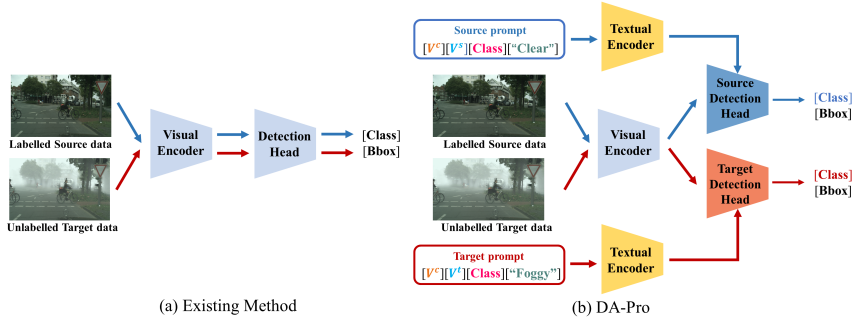 Labelled Source data
Unlabelled Target data
Visual
Encoder
Detection
Head
[Class]
[Bbox]
(a) Existing Method
Source prompt
[V^c][V^s][Class]["Clear"]
Textual
Encoder
Labelled Source data
Unlabelled Target data
Visual
Encoder
Source
Detection
Head
[Class]
[Bbox]
Target
Detection
Head
[Class]
[Bbox]
Target prompt
[V^c][V^t][Class]["Foggy"]
Textual
Encoder
(b) DA-Pro